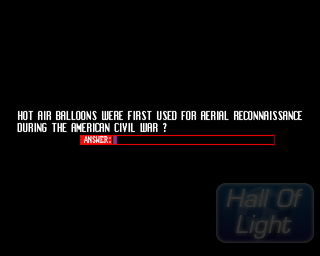 HOT AIR BALLOONS WERE FIRST USED FOR AERIAL RECONNAISSANCE
DURING THE AMERICAN CIVIL WAR ?
ANSWER:
Hall Of
Light